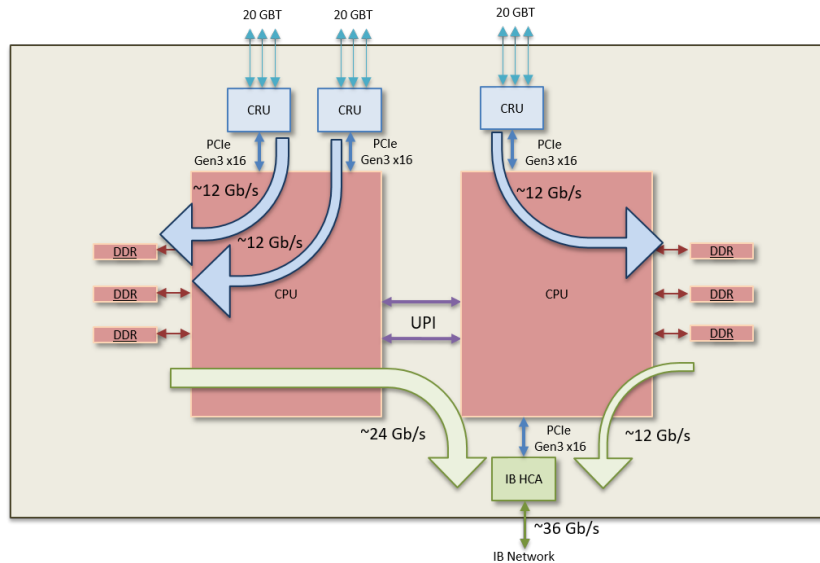 20 GBT
20 GBT
20 GBT
CRU
CRU
CRU
PCIe
Gen3 x16
PCIe
Gen3 x16
PCIe
Gen3 x16
~12 Gb/s
~12 Gb/s
~12 Gb/s
DDR
DDR
DDR
CPU
UPI
CPU
DDR
DDR
DDR
~24 Gb/s
PCIe
Gen3 x16
~12 Gb/s
IB HCA
~36 Gb/s
IB Network